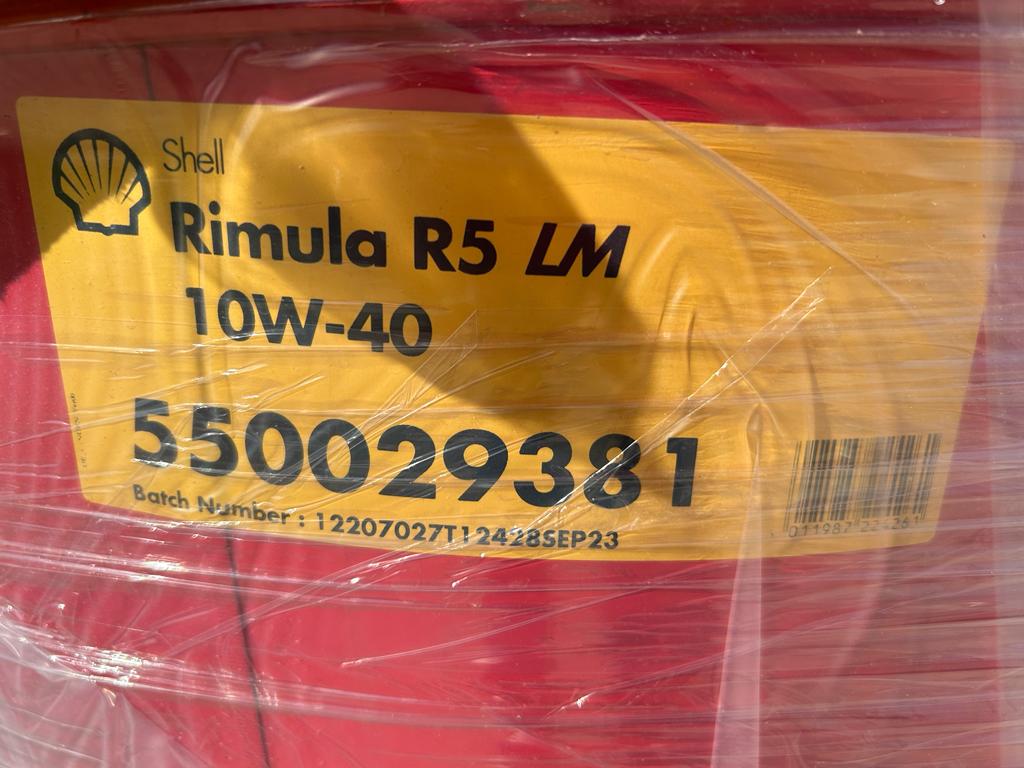 Shell
Rimula R5 LM
10W-40
550029381
Batch Number : 12207027T12428SEP23